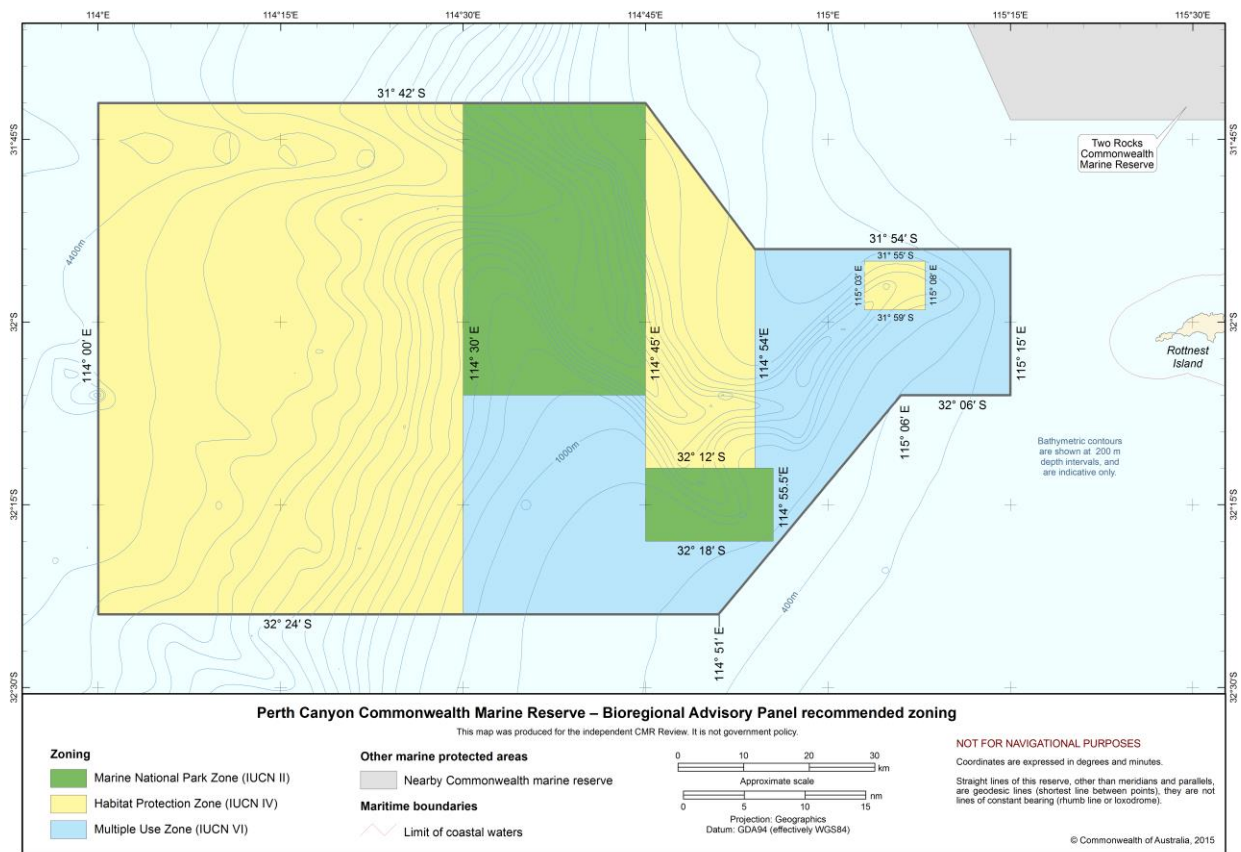 114°E
114°15'E
114°30'E
114°45'E
115°E
115°15'E
115°30'E
31°45'S
32°S
32°15'S
32°30'S
31°45'S
32°S
32°15'S
32°30'S
31° 42′ S
Two Rocks
Commonwealth
Marine Reserve
4400m
31° 54′ S
31° 55′ S
115° 03′ E
115° 08′ E
31° 59′ S
114° 00′ E
114° 30′ E
114° 45′ E
114° 54′E
115° 15′ E
Rottnest
Island
32° 06′ S
115° 06′ E
1000m
32° 12′ S
114° 55.5′E
32° 18′ S
Bathymetric contours
are shown at 200 m
depth intervals, and
are indicative only.
400m
32° 24′ S
114° 51′ E
Perth Canyon Commonwealth Marine Reserve – Bioregional Advisory Panel recommended zoning
This map was produced for the independent CMR Review. It is not government policy.
Zoning
Marine National Park Zone (IUCN II)
Habitat Protection Zone (IUCN IV)
Multiple Use Zone (IUCN VI)
Other marine protected areas
Nearby Commonwealth marine reserve
Maritime boundaries
Limit of coastal waters
0 10 20 30
km
Approximate scale
0 5 10 15
nm
Projection: Geographics
Datum: GDA94 (effectively WGS84)
NOT FOR NAVIGATIONAL PURPOSES
Coordinates are expressed in degrees and minutes.
Straight lines of this reserve, other than meridians and parallels,
are geodesic lines (shortest line between points), they are not
lines of constant bearing (rhumb line or loxodrome).
© Commonwealth of Australia, 2015